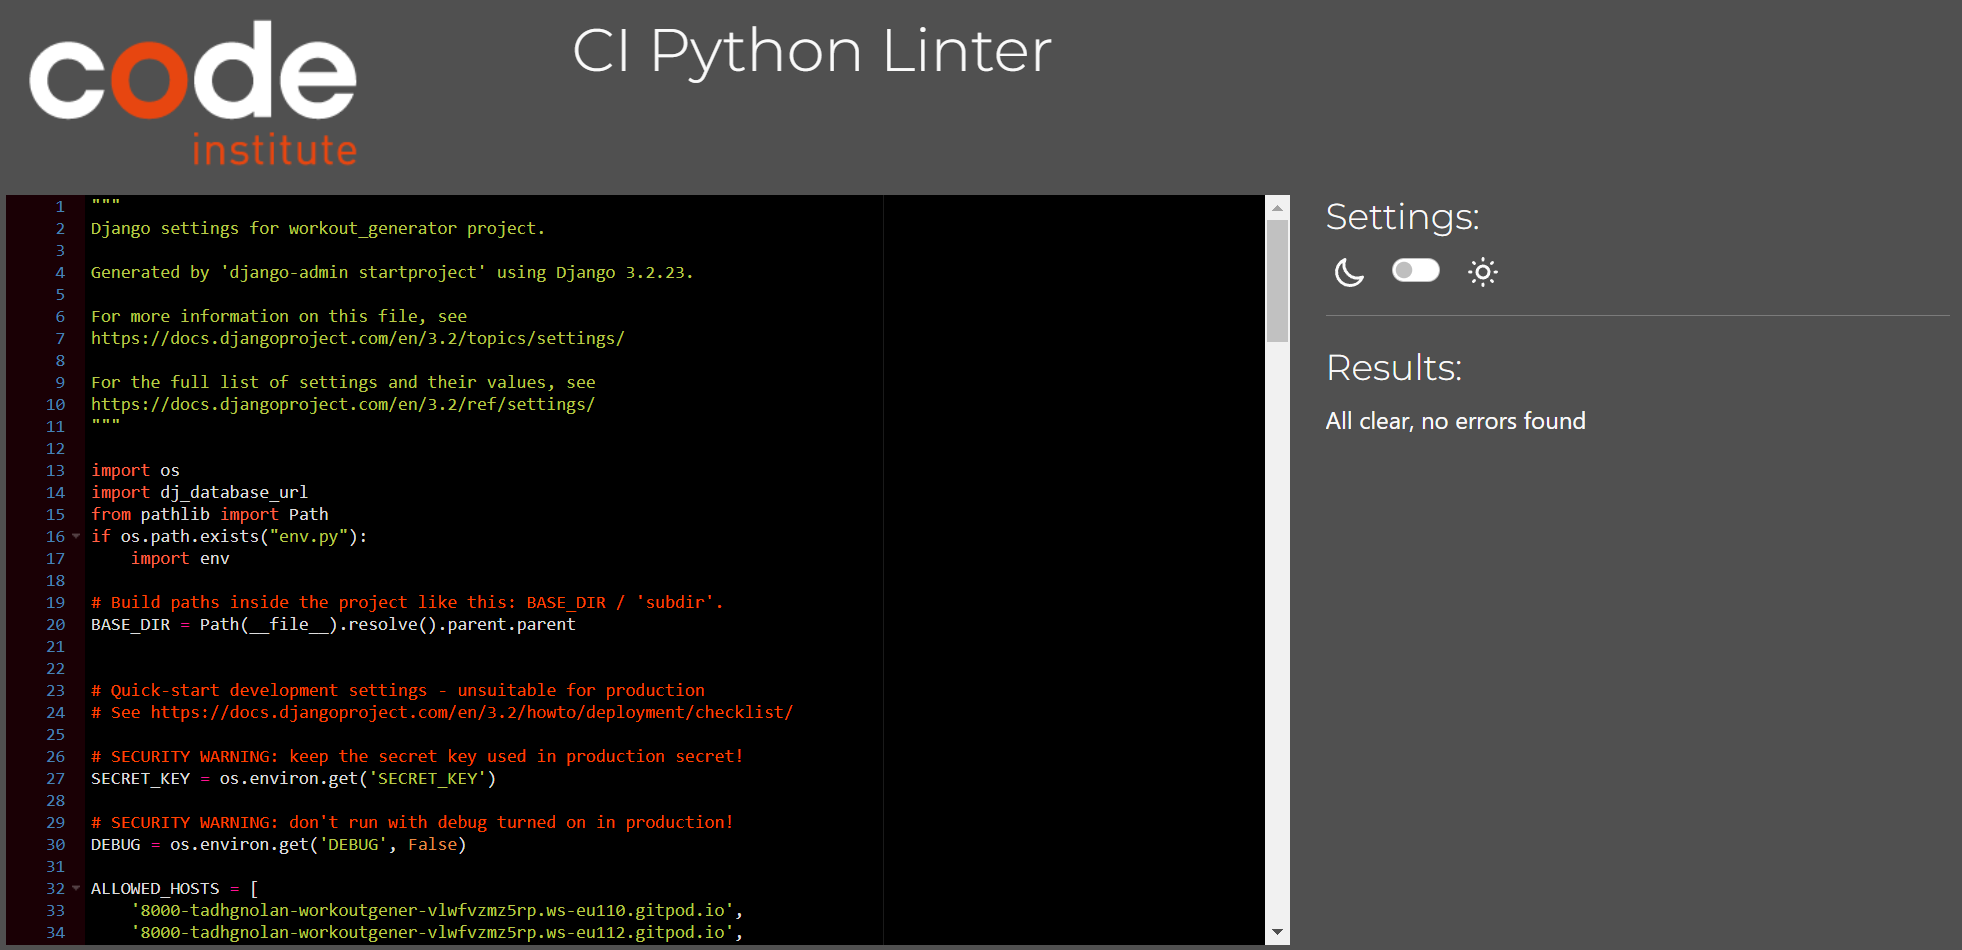 code
institute
CI Python Linter
1 """
2 Django settings for workout_generator project.
3
4 Generated by 'django-admin startproject' using Django 3.2.23.
5
6 For more information on this file, see
7 https://docs.djangoproject.com/en/3.2/topics/settings/
8
9 For the full list of settings and their values, see
10 https://docs.djangoproject.com/en/3.2/ref/settings/
11 """
12
13 import os
14 import dj_database_url
15 from pathlib import Path
16 if os.path.exists("env.py"):
17     import env
18
19 # Build paths inside the project like this: BASE_DIR / 'subdir'.
20 BASE_DIR = Path(__file__).resolve().parent.parent
21
22
23 # Quick-start development settings - unsuitable for production
24 # See https://docs.djangoproject.com/en/3.2/howto/deployment/checklist/
25
26 # SECURITY WARNING: keep the secret key used in production secret!
27 SECRET_KEY = os.environ.get('SECRET_KEY')
28
29 # SECURITY WARNING: don't run with debug turned on in production!
30 DEBUG = os.environ.get('DEBUG', False)
31
32 ALLOWED_HOSTS = [
33     '8000-tadhgnolan-workoutgener-vlwfvzmz5rp.ws-eu110.gitpod.io',
34     '8000-tadhgnolan-workoutgener-vlwfvzmz5rp.ws-eu112.gitpod.io',
Settings:
Results:
All clear, no errors found